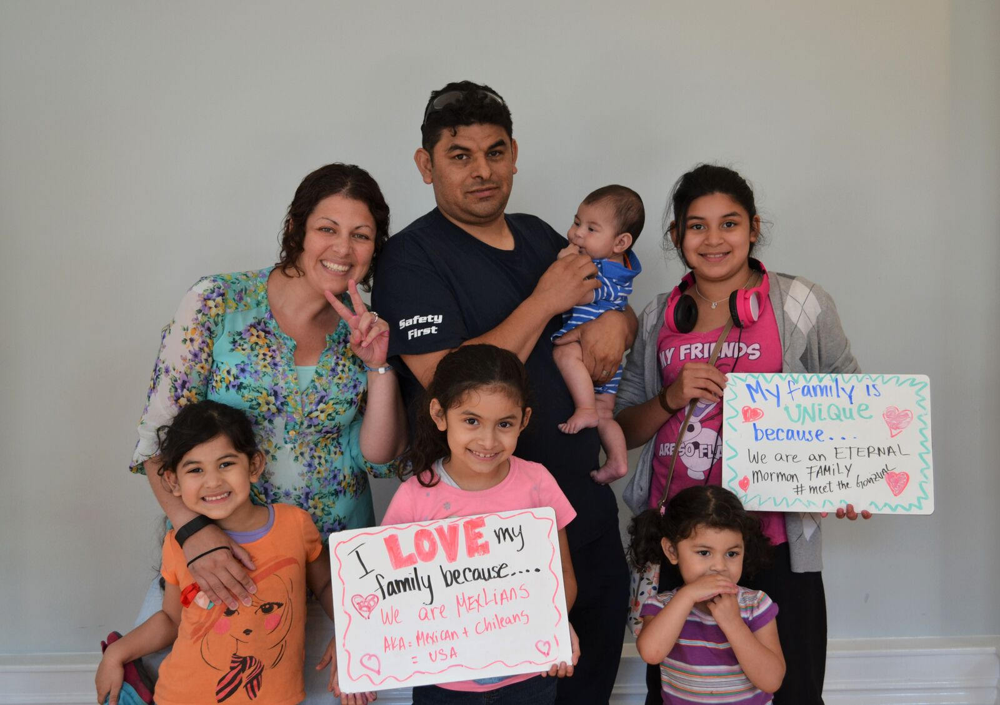 Safety
First
MY FRIENDS
ARE SO FLA
My family is
UNiQue
because....
We are an ETERNAL
Mormon FAMiLY
# meet the Gonzval
I LOVE my
family because....
We are MEXLiANS
AKA = Mexican + Chileans
= USA